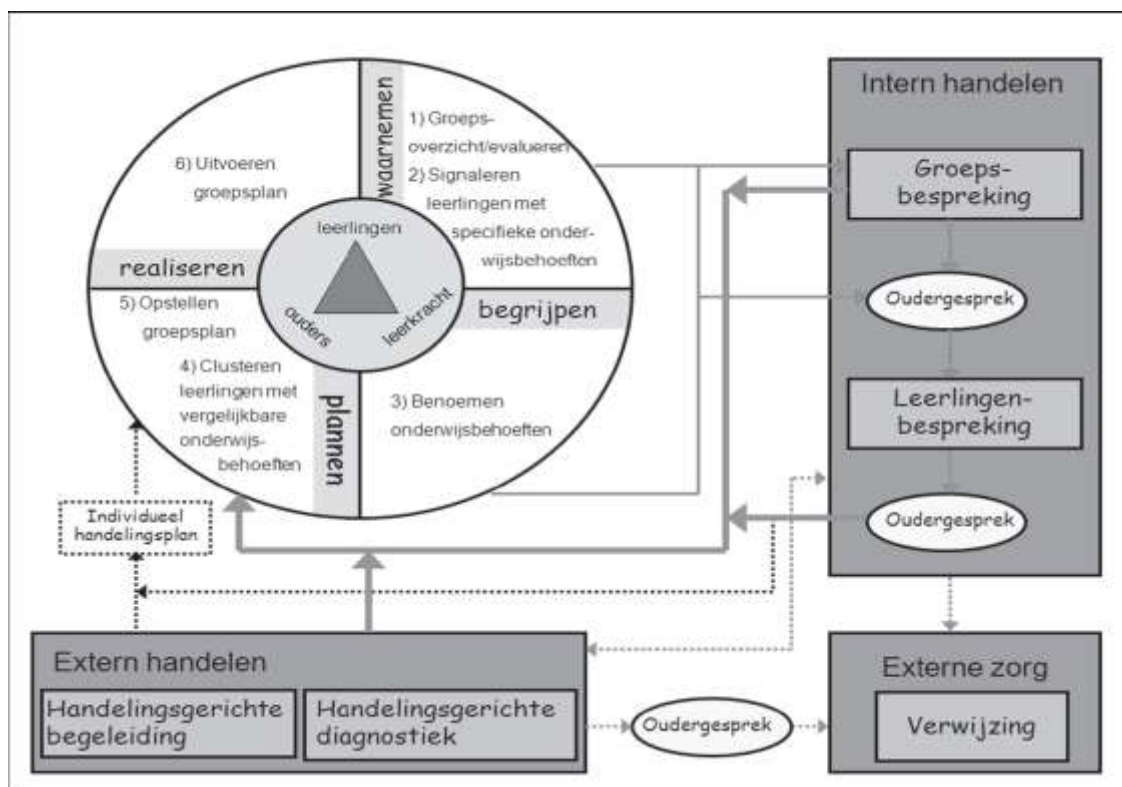 waarnemen
1) Groeps-
overzicht/evalueren
2) Signaleren
leerlingen met
specifieke onder-
wijsbehoeften
begrijpen
3) Benoemen
onderwijsbehoeften
plannen
4) Clusteren
leerlingen met
vergelijkbare
onderwijs-
behoeften
5) Opstellen
groepsplan
realiseren
6) Uitvoeren
groepsplan
leerlingen
ouders
leerkracht
Individueel
handelingsplan
Intern handelen
Groeps-
bespreking
Oudergesprek
Leerlingen-
bespreking
Oudergesprek
Extern handelen
Handelingsgerichte
begeleiding
Handelingsgerichte
diagnostiek
Oudergesprek
Externe zorg
Verwijzing